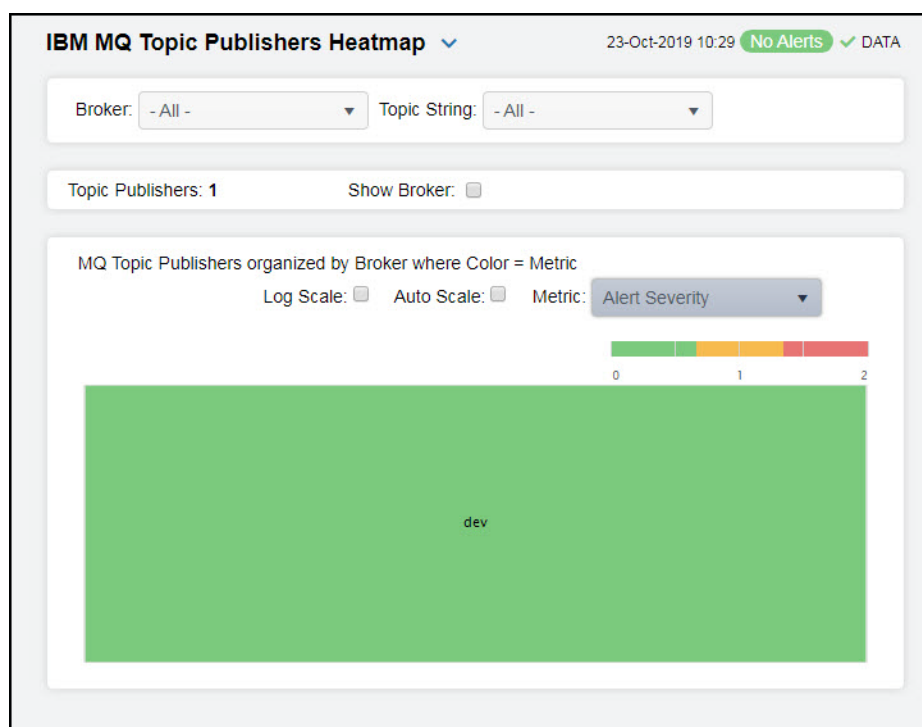 IBM MQ Topic Publishers Heatmap 23-Oct-2019 10:29 No Alerts DATA
Broker: - All - Topic String: - All -
Topic Publishers: 1 Show Broker:
MQ Topic Publishers organized by Broker where Color = Metric
Log Scale: Auto Scale: Metric: Alert Severity
0 1 2
dev